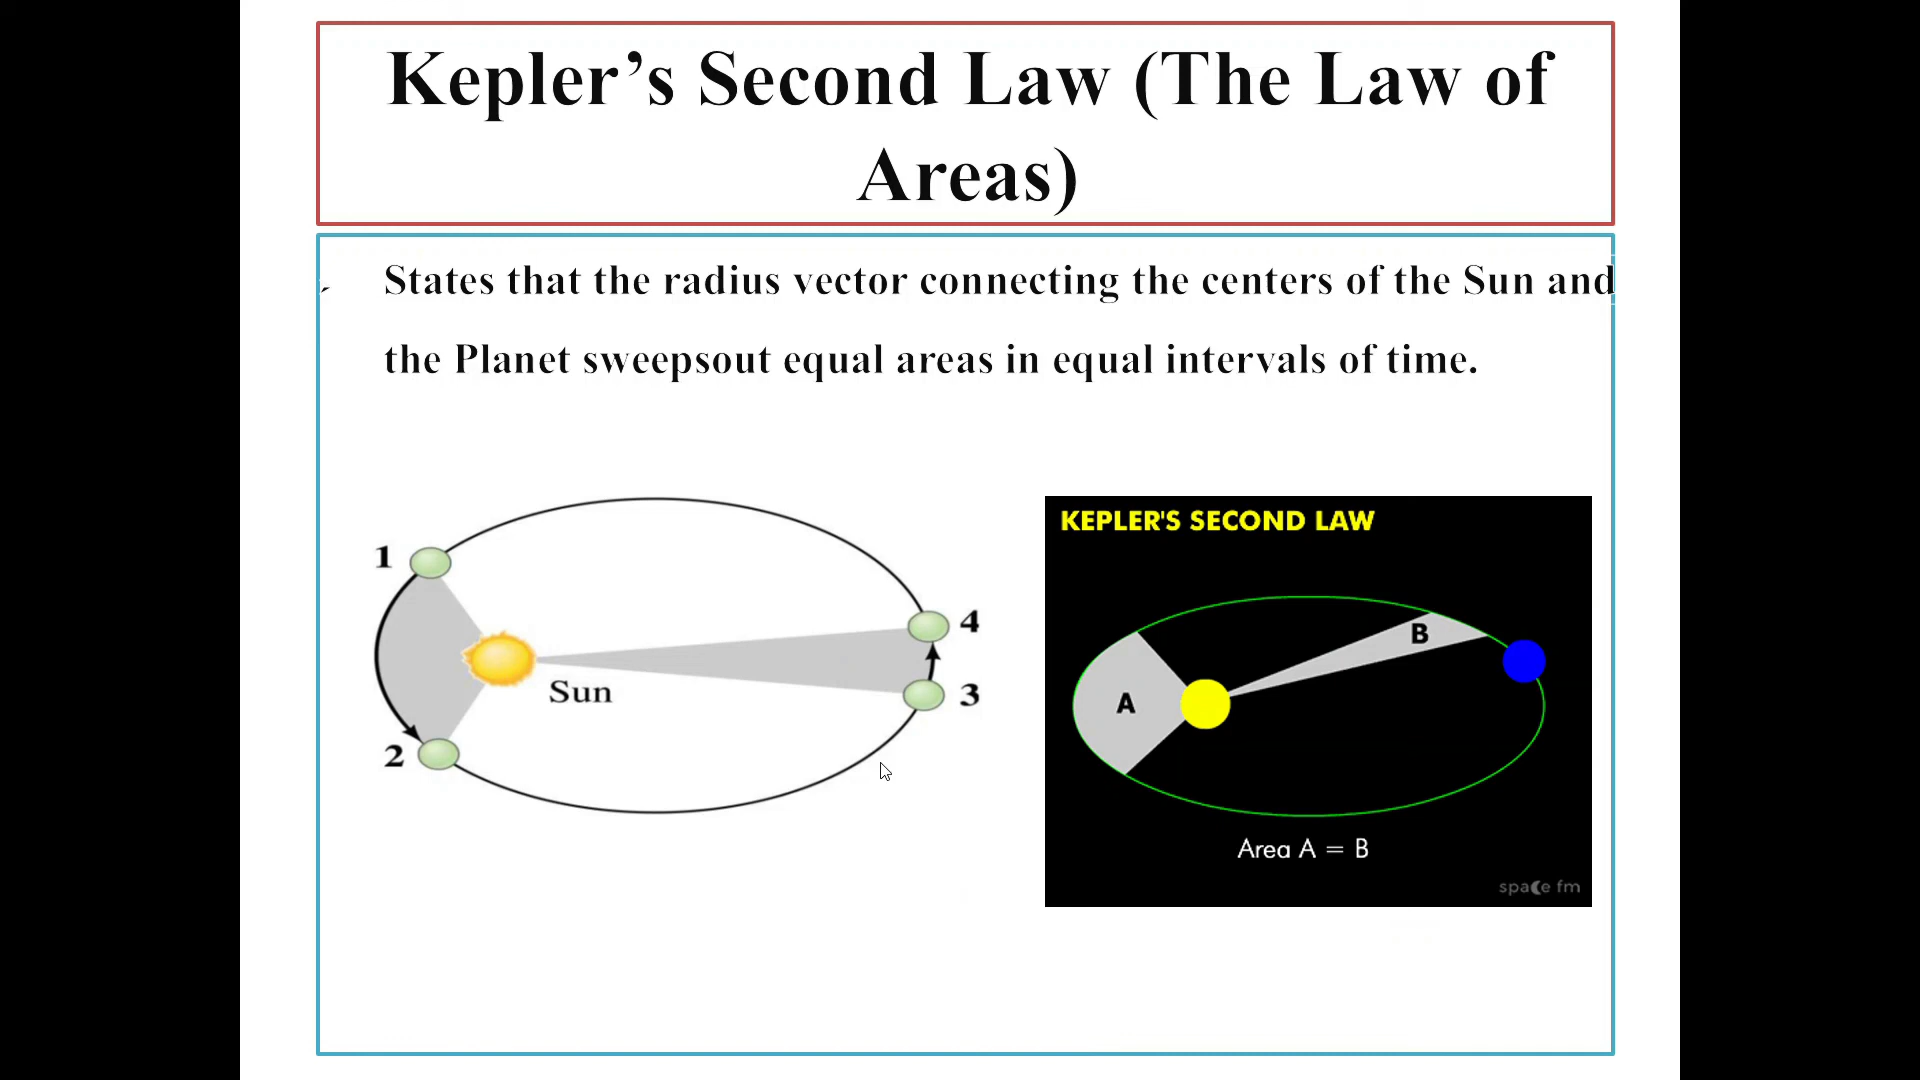 Kepler’s Second Law (The Law of
Areas)
States that the radius vector connecting the centers of the Sun and
the Planet sweepsout equal areas in equal intervals of time.
1
2
Sun
4
3
KEPLER'S SECOND LAW
A
B
Area A = B
space fm